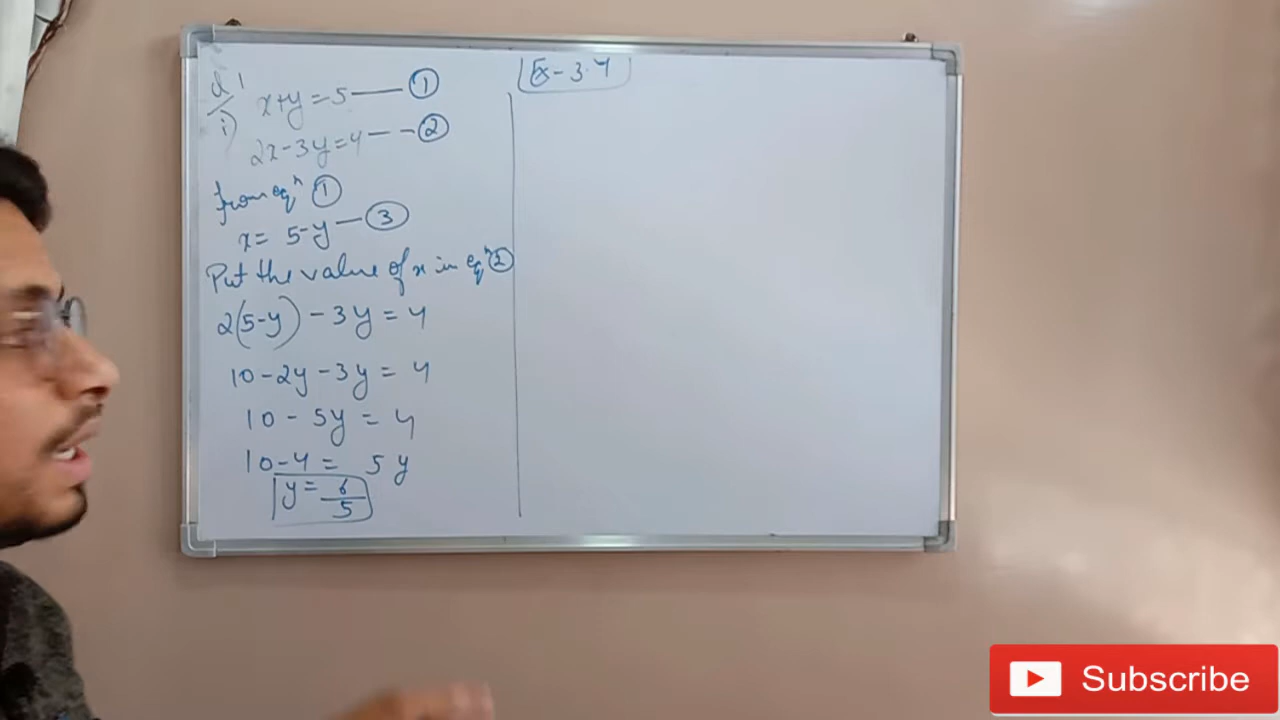 Q1
i) x+y=5 — ①
2x-3y=4 - - ②
from eqⁿ ①
x= 5-y — ③
Put the value of x in eqⁿ ②
2(5-y) - 3y = 4
10-2y-3y = 4
10 - 5y = 4
10-4 = 5y
y = 6/5
Ex-3.4
Subscribe